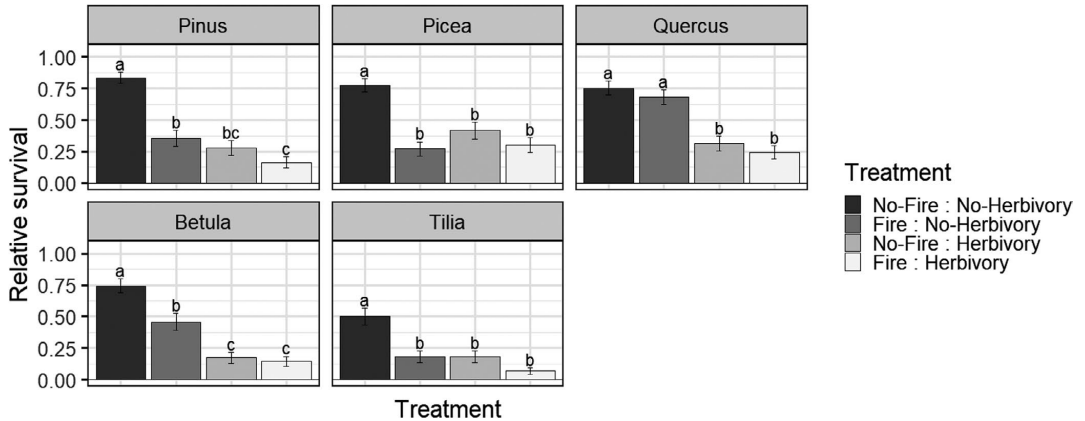 Pinus
Picea
Quercus
Relative survival
1.00
0.75
0.50
0.25
0.00
a
b
bc
c
a
b
b
b
a
a
b
b
Betula
Tilia
1.00
0.75
0.50
0.25
0.00
a
b
c
c
a
b
b
b
Treatment
Treatment
No-Fire : No-Herbivory
Fire : No-Herbivory
No-Fire : Herbivory
Fire : Herbivory